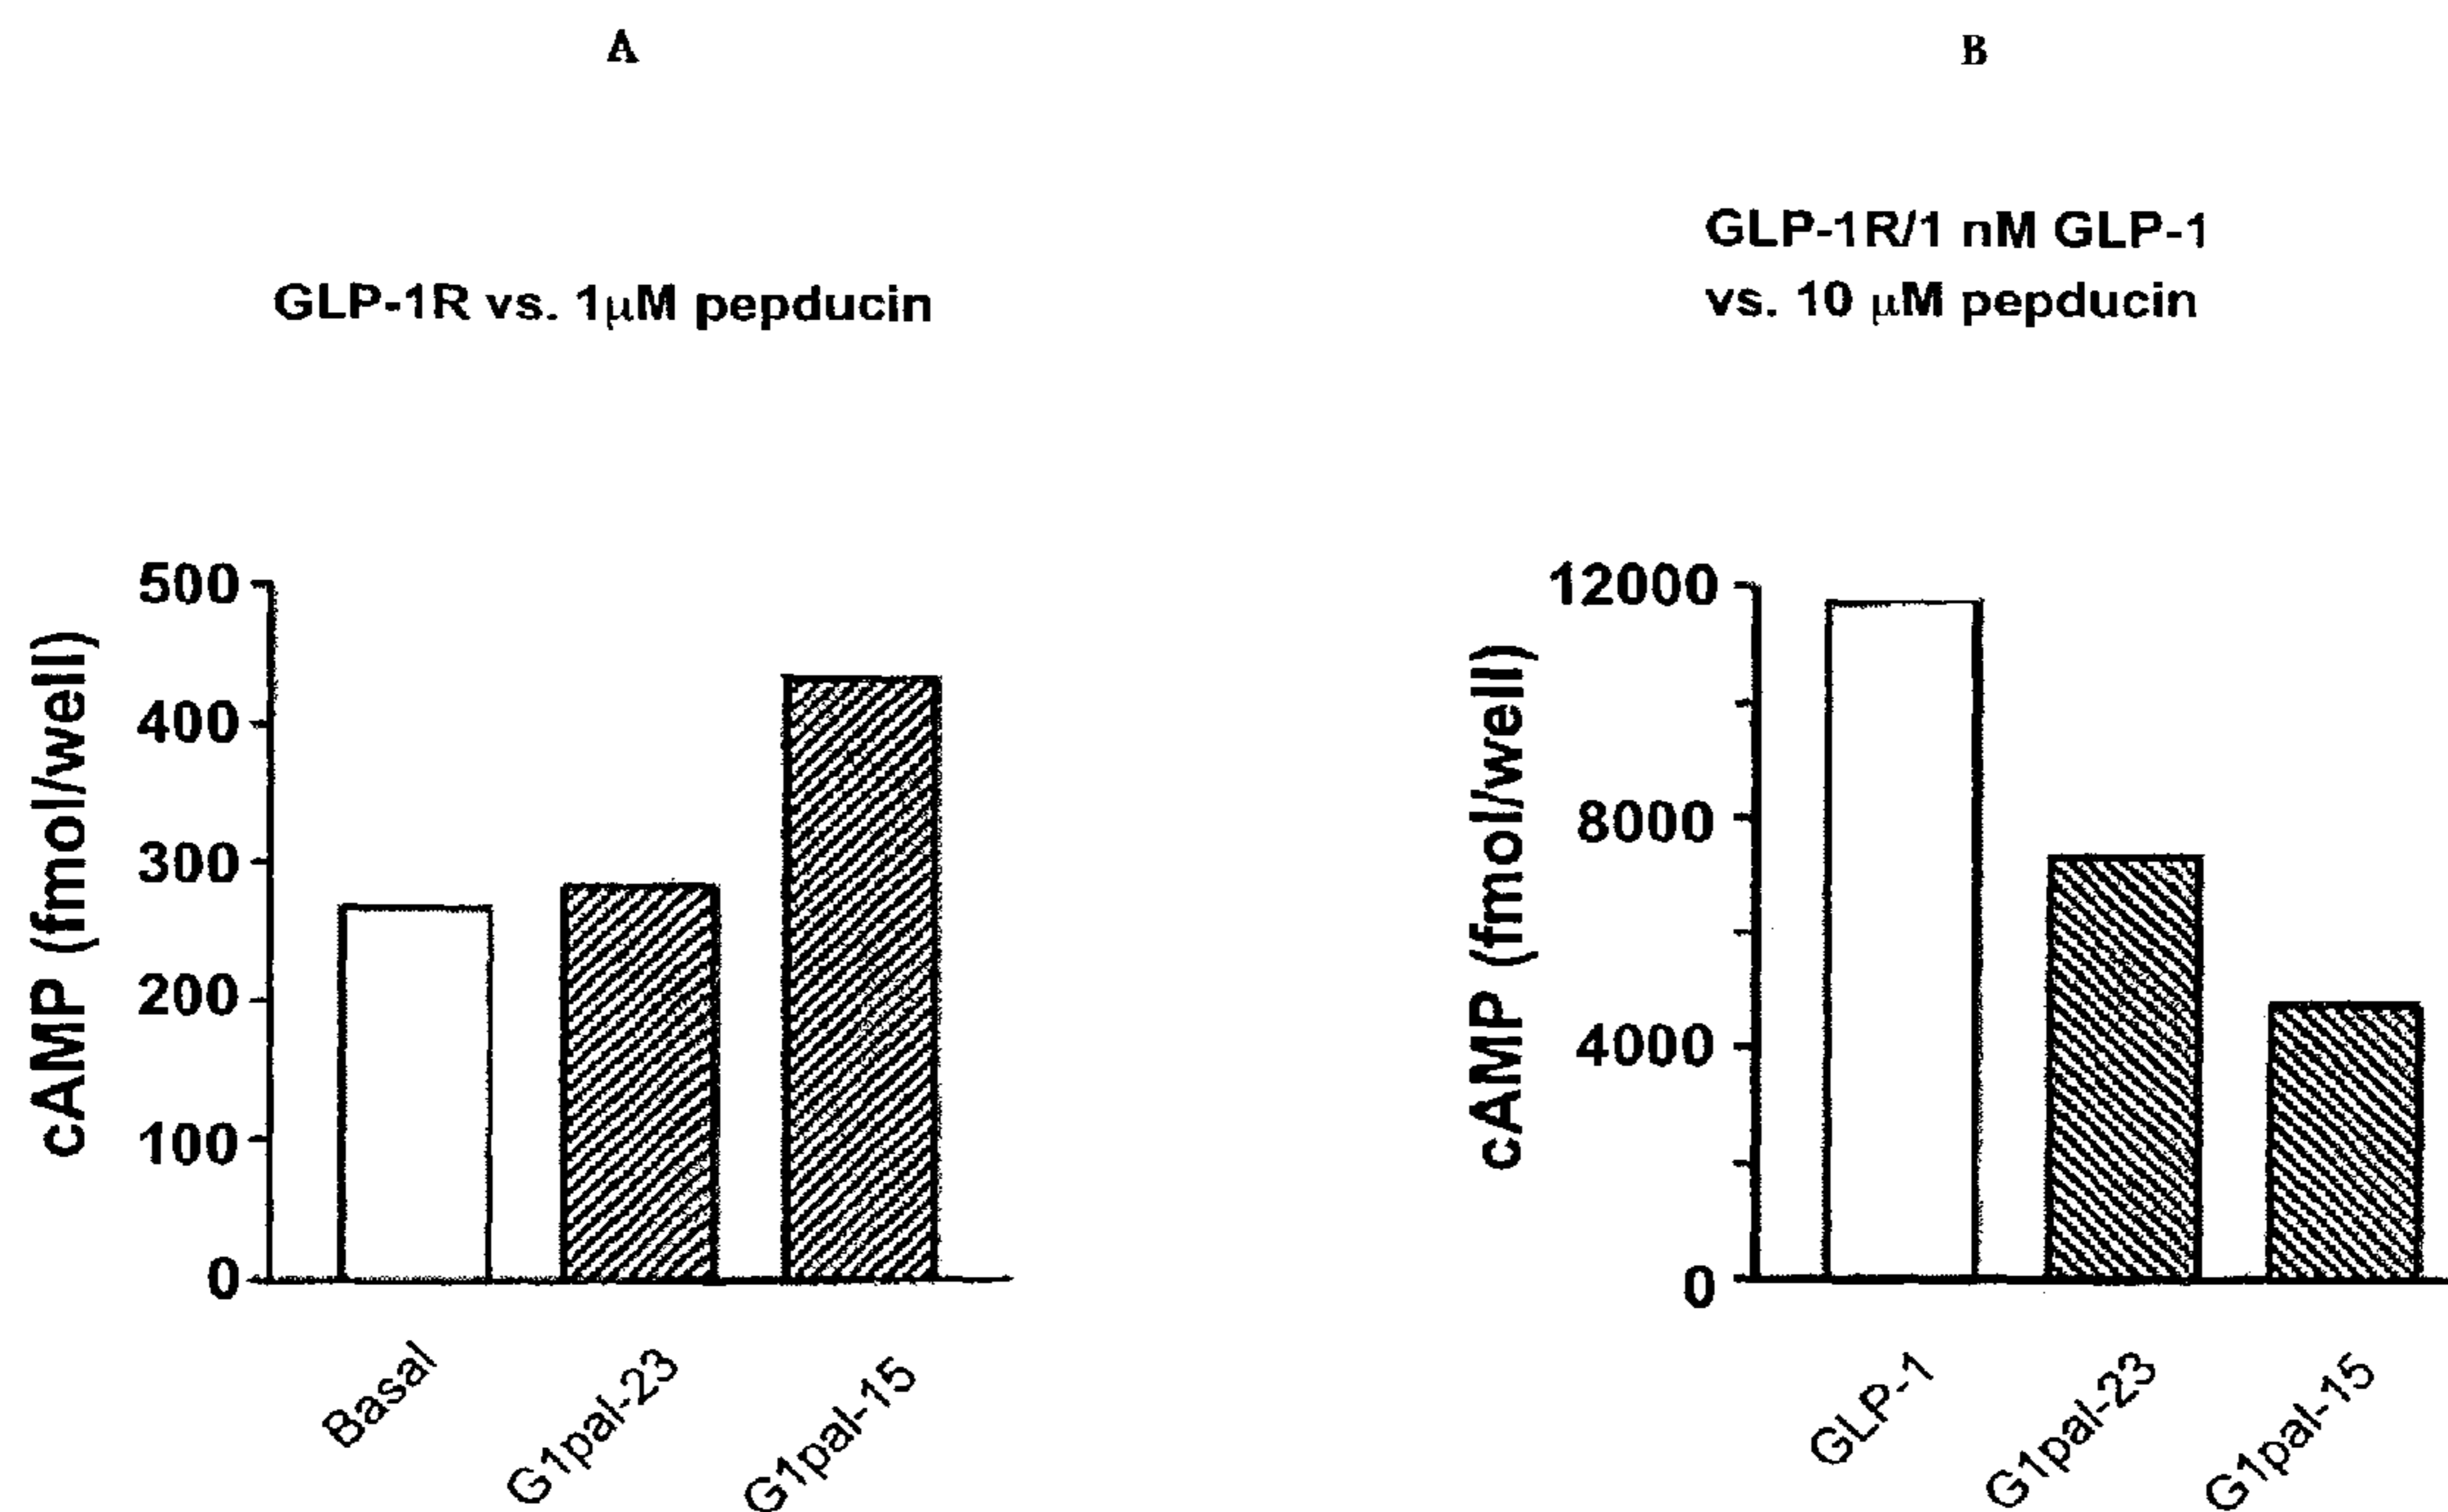 A
GLP-1R vs. 1µM pepducin
cAMP (fmol/well)
500
400
300
200
100
0
Basal
G1pal-23
G1pal-15
B
GLP-1R/1 nM GLP-1
vs. 10 µM pepducin
cAMP (fmol/well)
12000
8000
4000
0
GLP-1
G1pal-23
G1pal-15